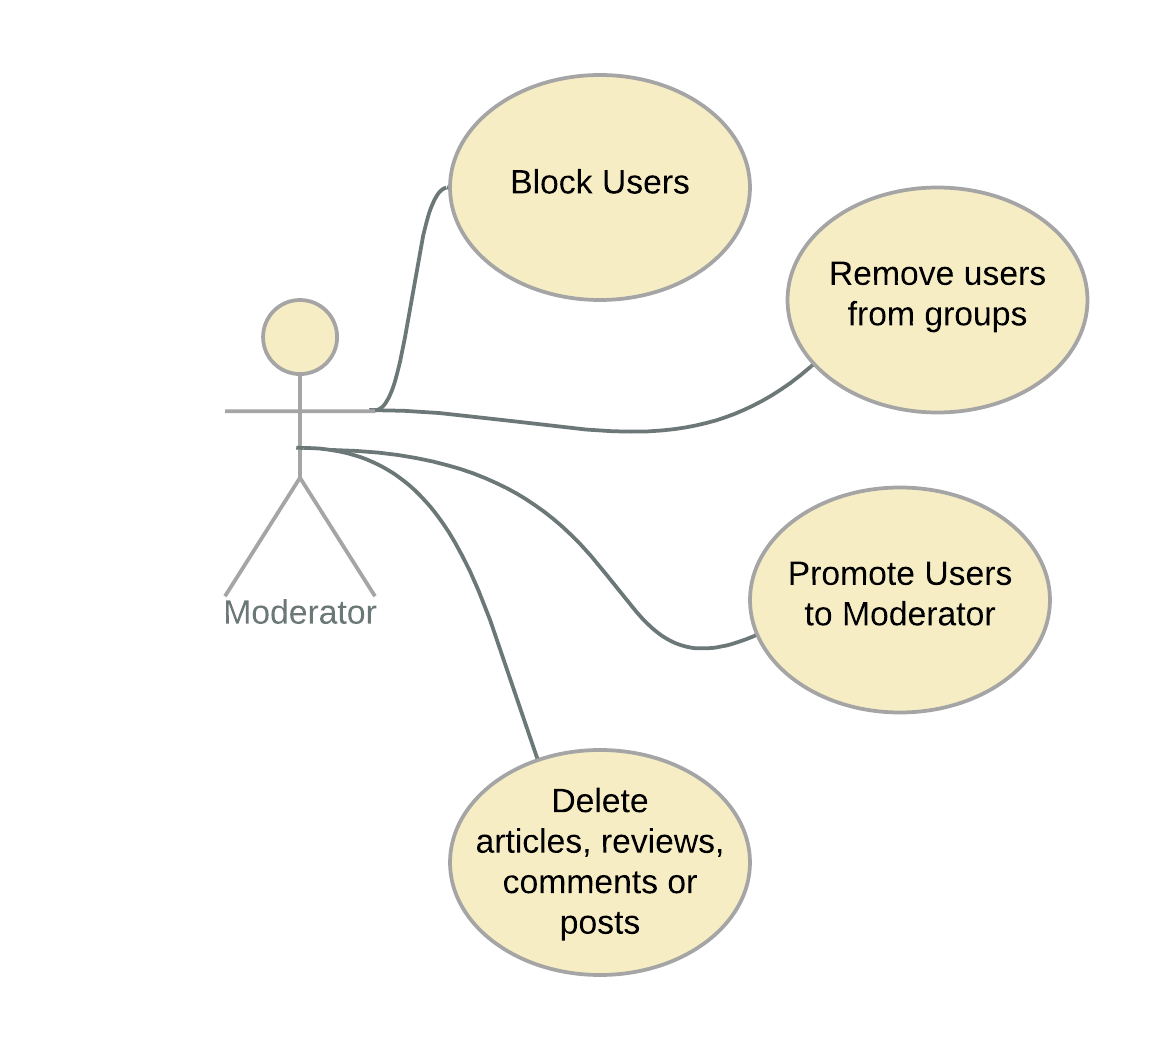 Block Users
Remove users
from groups
Promote Users
to Moderator
Moderator
Delete
articles, reviews,
comments or
posts